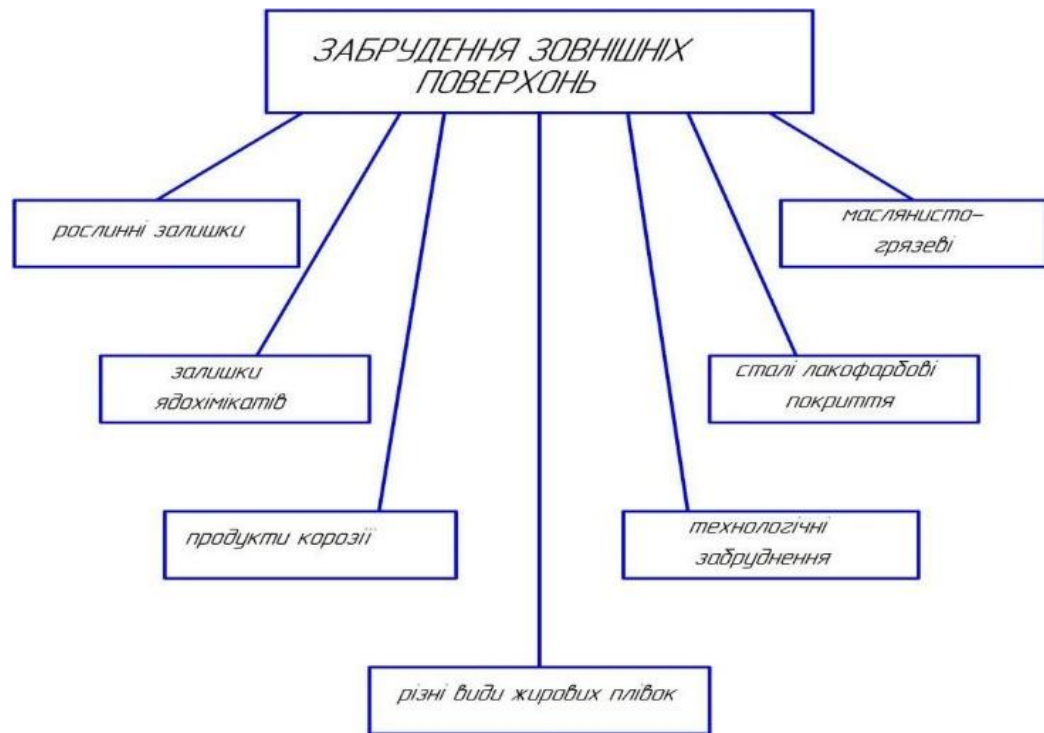 ЗАБРУДЕННЯ ЗОВНІШНІХ
ПОВЕРХОНЬ
рослинні залишки
маслянисто-
грязеві
залишки
ядохімікатів
сталі лакофарбові
покриття
продукти корозії
технологічні
забруднення
різні види жирових плівок